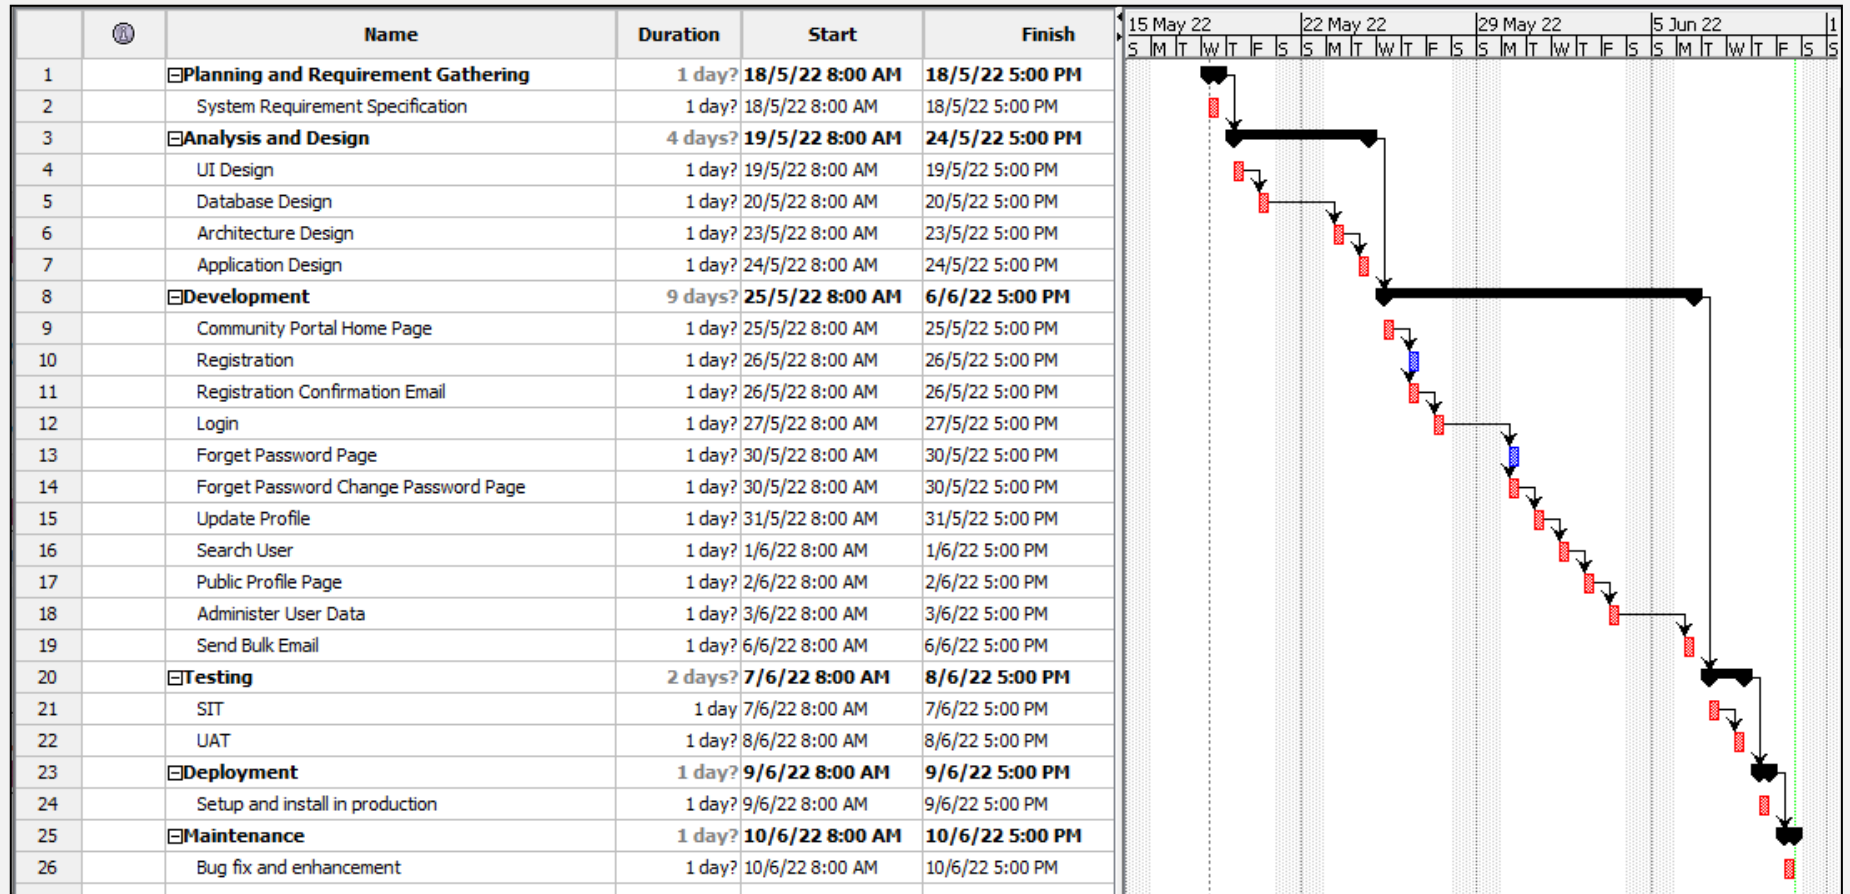 Name Duration Start Finish
15 May 22 22 May 22 29 May 22 5 Jun 22 1
S M T W T F S S M T W T F S S M T W T F S S M T W T F S S
1 Planning and Requirement Gathering 1 day? 18/5/22 8:00 AM 18/5/22 5:00 PM
2 System Requirement Specification 1 day? 18/5/22 8:00 AM 18/5/22 5:00 PM
3 Analysis and Design 4 days? 19/5/22 8:00 AM 24/5/22 5:00 PM
4 UI Design 1 day? 19/5/22 8:00 AM 19/5/22 5:00 PM
5 Database Design 1 day? 20/5/22 8:00 AM 20/5/22 5:00 PM
6 Architecture Design 1 day? 23/5/22 8:00 AM 23/5/22 5:00 PM
7 Application Design 1 day? 24/5/22 8:00 AM 24/5/22 5:00 PM
8 Development 9 days? 25/5/22 8:00 AM 6/6/22 5:00 PM
9 Community Portal Home Page 1 day? 25/5/22 8:00 AM 25/5/22 5:00 PM
10 Registration 1 day? 26/5/22 8:00 AM 26/5/22 5:00 PM
11 Registration Confirmation Email 1 day? 26/5/22 8:00 AM 26/5/22 5:00 PM
12 Login 1 day? 27/5/22 8:00 AM 27/5/22 5:00 PM
13 Forget Password Page 1 day? 30/5/22 8:00 AM 30/5/22 5:00 PM
14 Forget Password Change Password Page 1 day? 30/5/22 8:00 AM 30/5/22 5:00 PM
15 Update Profile 1 day? 31/5/22 8:00 AM 31/5/22 5:00 PM
16 Search User 1 day? 1/6/22 8:00 AM 1/6/22 5:00 PM
17 Public Profile Page 1 day? 2/6/22 8:00 AM 2/6/22 5:00 PM
18 Administer User Data 1 day? 3/6/22 8:00 AM 3/6/22 5:00 PM
19 Send Bulk Email 1 day? 6/6/22 8:00 AM 6/6/22 5:00 PM
20 Testing 2 days? 7/6/22 8:00 AM 8/6/22 5:00 PM
21 SIT 1 day 7/6/22 8:00 AM 7/6/22 5:00 PM
22 UAT 1 day? 8/6/22 8:00 AM 8/6/22 5:00 PM
23 Deployment 1 day? 9/6/22 8:00 AM 9/6/22 5:00 PM
24 Setup and install in production 1 day? 9/6/22 8:00 AM 9/6/22 5:00 PM
25 Maintenance 1 day? 10/6/22 8:00 AM 10/6/22 5:00 PM
26 Bug fix and enhancement 1 day? 10/6/22 8:00 AM 10/6/22 5:00 PM